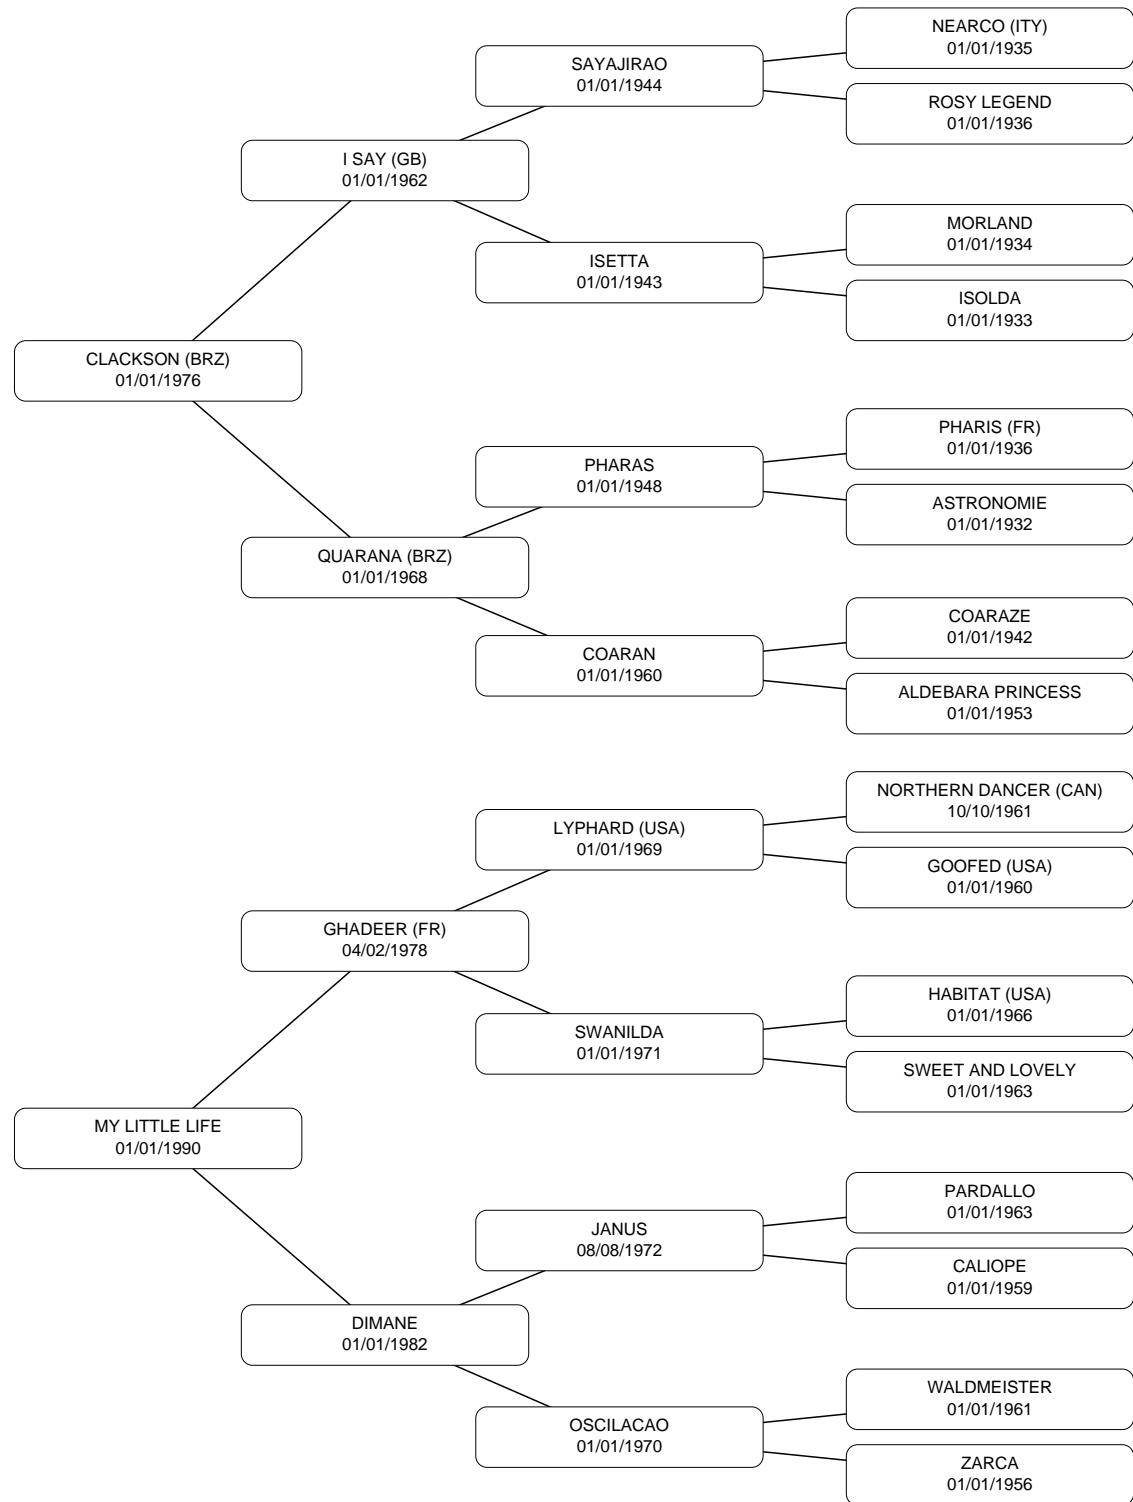 NEARCO (ITY)
01/01/1935
SAYAJIRAO
01/01/1944
ROSY LEGEND
01/01/1936
I SAY (GB)
01/01/1962
MORLAND
01/01/1934
ISETTA
01/01/1943
ISOLDA
01/01/1933
CLACKSON (BRZ)
01/01/1976
PHARIS (FR)
01/01/1936
PHARAS
01/01/1948
ASTRONOMIE
01/01/1932
QUARANA (BRZ)
01/01/1968
COARAZE
01/01/1942
COARAN
01/01/1960
ALDEBARA PRINCESS
01/01/1953
NORTHERN DANCER (CAN)
10/10/1961
LYPHARD (USA)
01/01/1969
GOOFED (USA)
01/01/1960
GHADEER (FR)
04/02/1978
HABITAT (USA)
01/01/1966
SWANILDA
01/01/1971
SWEET AND LOVELY
01/01/1963
MY LITTLE LIFE
01/01/1990
PARDALLO
01/01/1963
JANUS
08/08/1972
CALIOPE
01/01/1959
DIMANE
01/01/1982
WALDMEISTER
01/01/1961
OSCILACAO
01/01/1970
ZARCA
01/01/1956